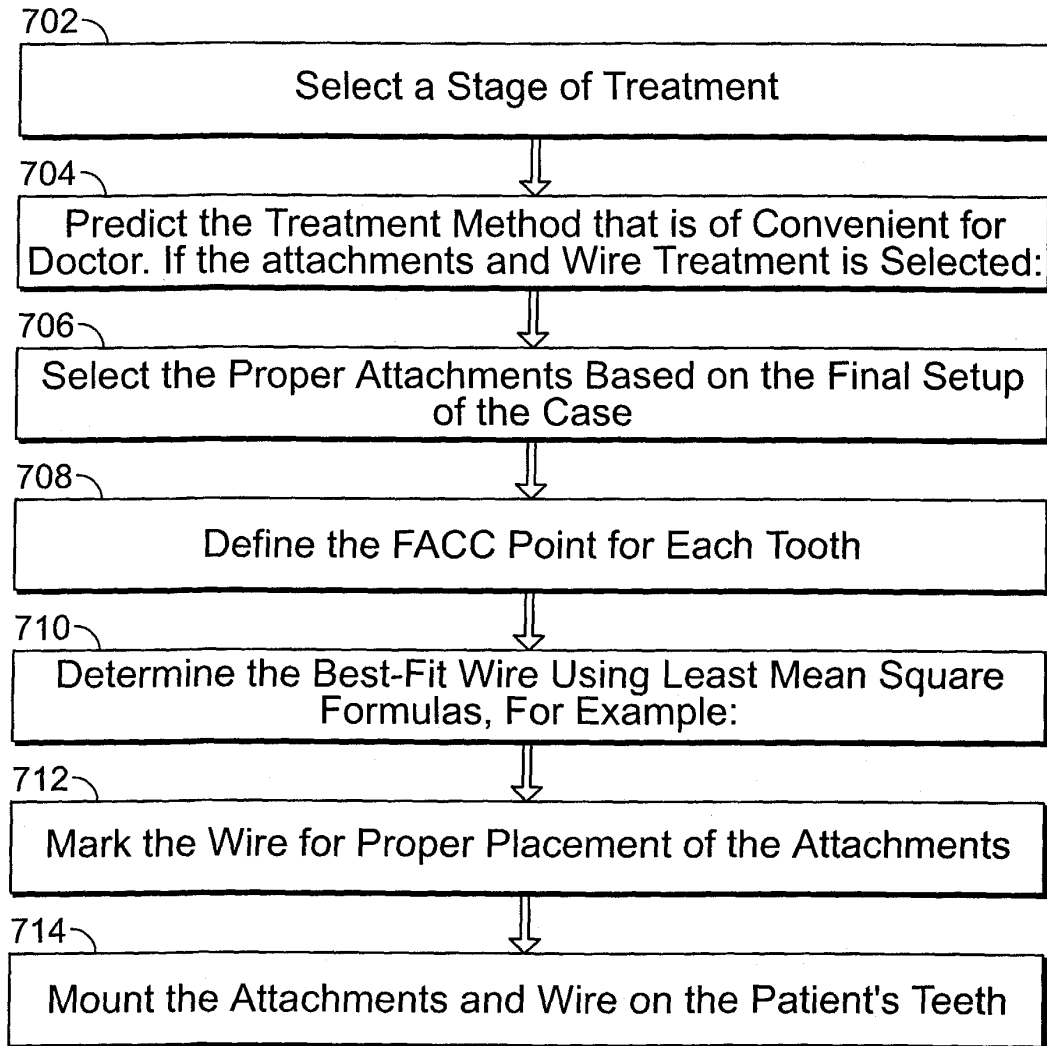 702
Select a Stage of Treatment
704
Predict the Treatment Method that is of Convenient for
Doctor. If the attachments and Wire Treatment is Selected:
706
Select the Proper Attachments Based on the Final Setup
of the Case
708
Define the FACC Point for Each Tooth
710
Determine the Best-Fit Wire Using Least Mean Square
Formulas, For Example:
712
Mark the Wire for Proper Placement of the Attachments
714
Mount the Attachments and Wire on the Patient's Teeth